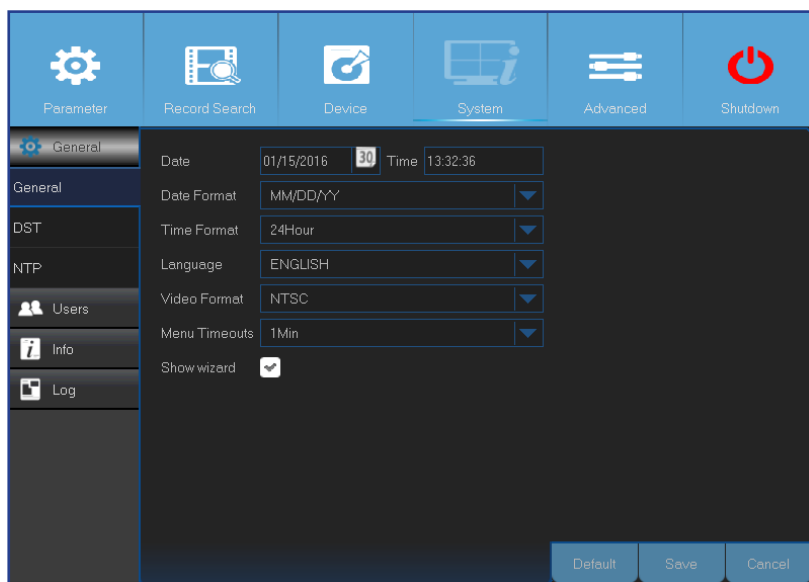 Parameter
Record Search
Device
System
Advanced
Shutdown
General
General
DST
NTP
Users
Info
Log
Date 01/15/2016 30 Time 13:32:36
Date Format MM/DD/YY
Time Format 24Hour
Language ENGLISH
Video Format NTSC
Menu Timeouts 1Min
Show wizard
Default Save Cancel